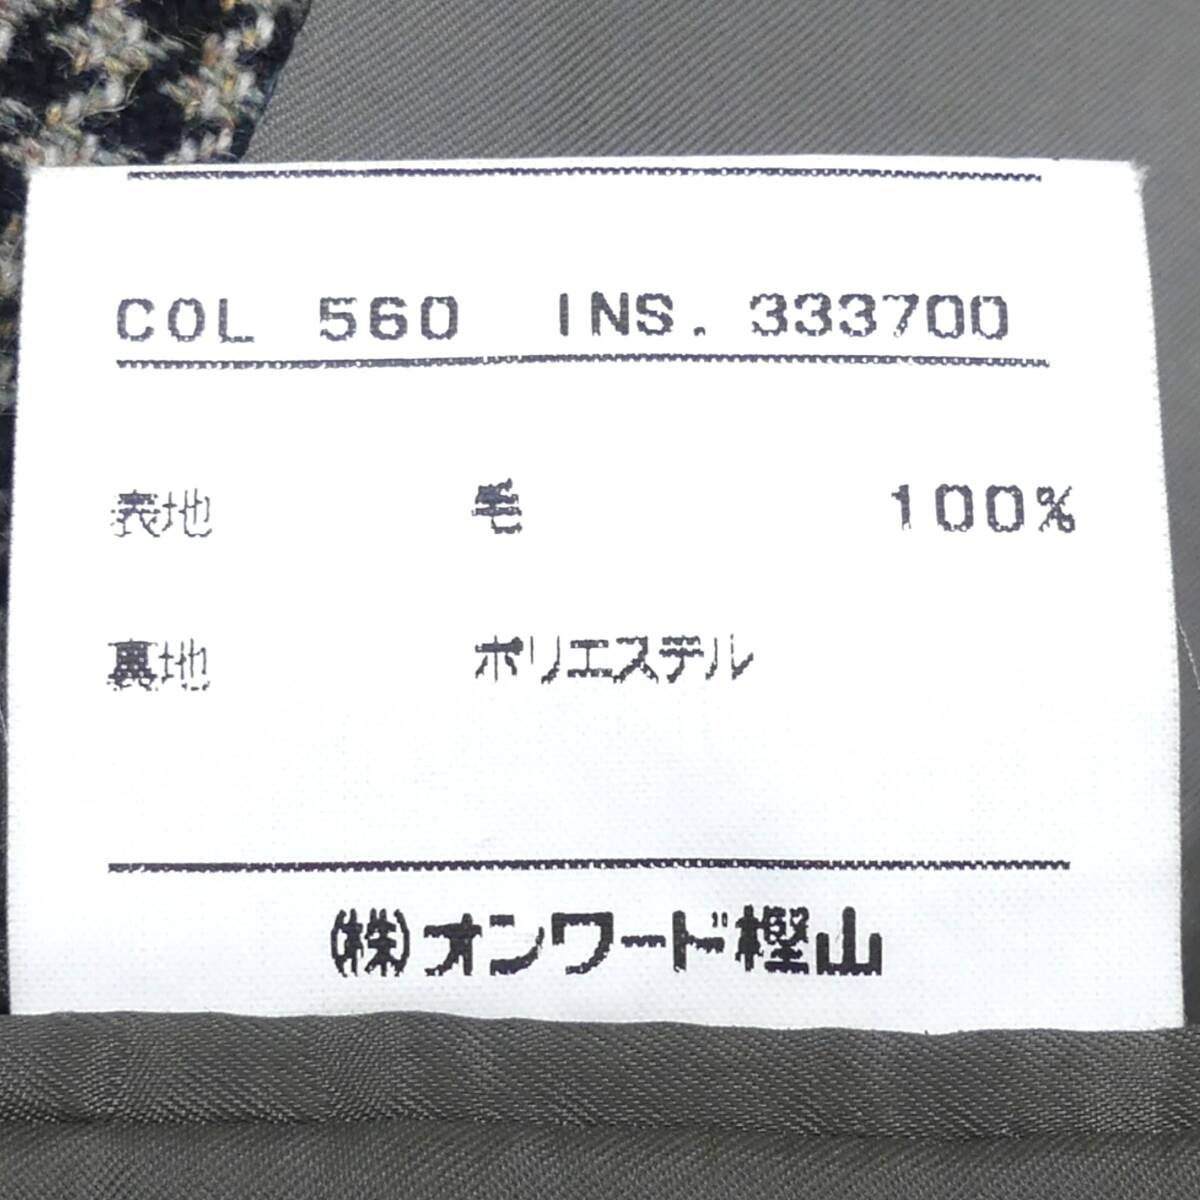 COL 560 INS. 333700
表地 毛 100%
裏地 ポリエステル
(株)オンワード樫山